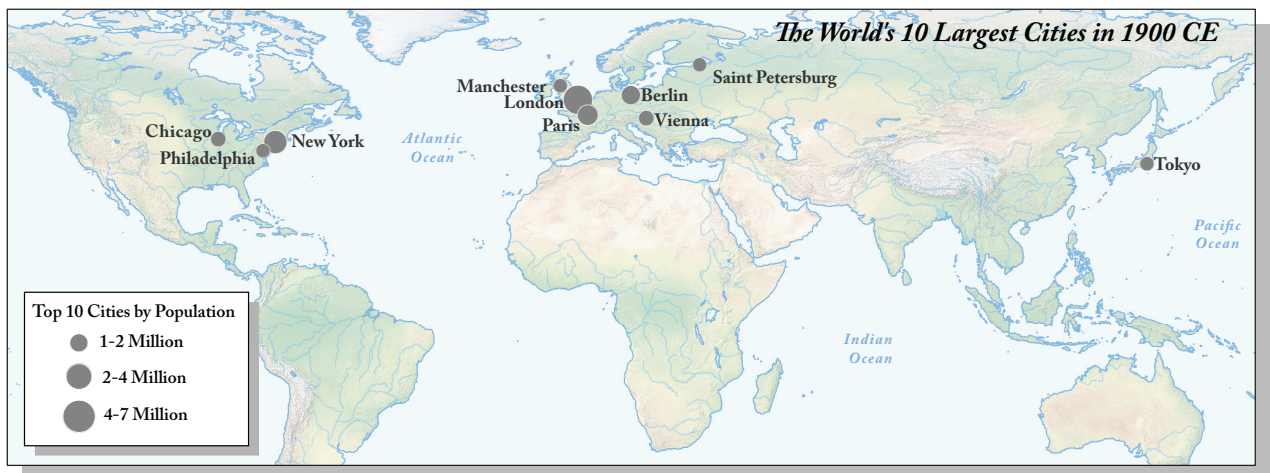 The World's 10 Largest Cities in 1900 CE
Saint Petersburg
Manchester
London
Berlin
Paris
Vienna
Chicago
New York
Philadelphia
Atlantic
Ocean
Tokyo
Pacific
Ocean
Indian
Ocean
Top 10 Cities by Population
1-2 Million
2-4 Million
4-7 Million